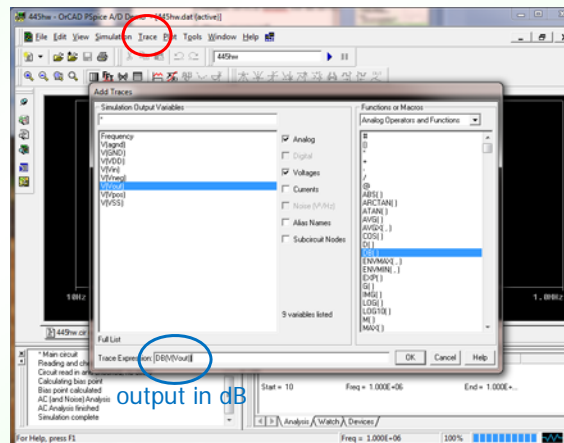 445hw - OrCAD PSpice A/D Demo - [445hw.dat (active)]
File Edit View Simulation Trace Plot Tools Window Help
445hw
Add Traces
Simulation Output Variables
*
Frequency
V(agnd)
V(GND)
V(VDD)
V(Vin)
V(Vneg)
V(Vout)
V(Vpos)
V(VSS)
Analog
Digital
Voltages
Currents
Noise (V²/Hz)
Alias Names
Subcircuit Nodes
9 variables listed
Functions or Macros
Analog Operators and Functions
#
()
*
+
-
/
@
ABS()
ARCTAN()
ATAN()
AVG()
AVGX(,)
COS()
D()
DB()
ENVMAX(,)
ENVMIN(,)
EXP()
G()
IMG()
LOG()
LOG10()
M()
MAX()
Full List
Trace Expression: DB(V(Vout))
OK Cancel Help
10Hz
1.0MHz
445hw.cir
* Main circuit
Reading and
Circuit read in and
Calculating bias point
Bias point calculated
AC (and Noise) Analysis
AC Analysis finished
Simulation complete
output in dB
Start = 10 Freq = 1.000E+06 End = 1.000E+...
Analysis Watch Devices
For Help, press F1
Freq = 1.000E+06 100%